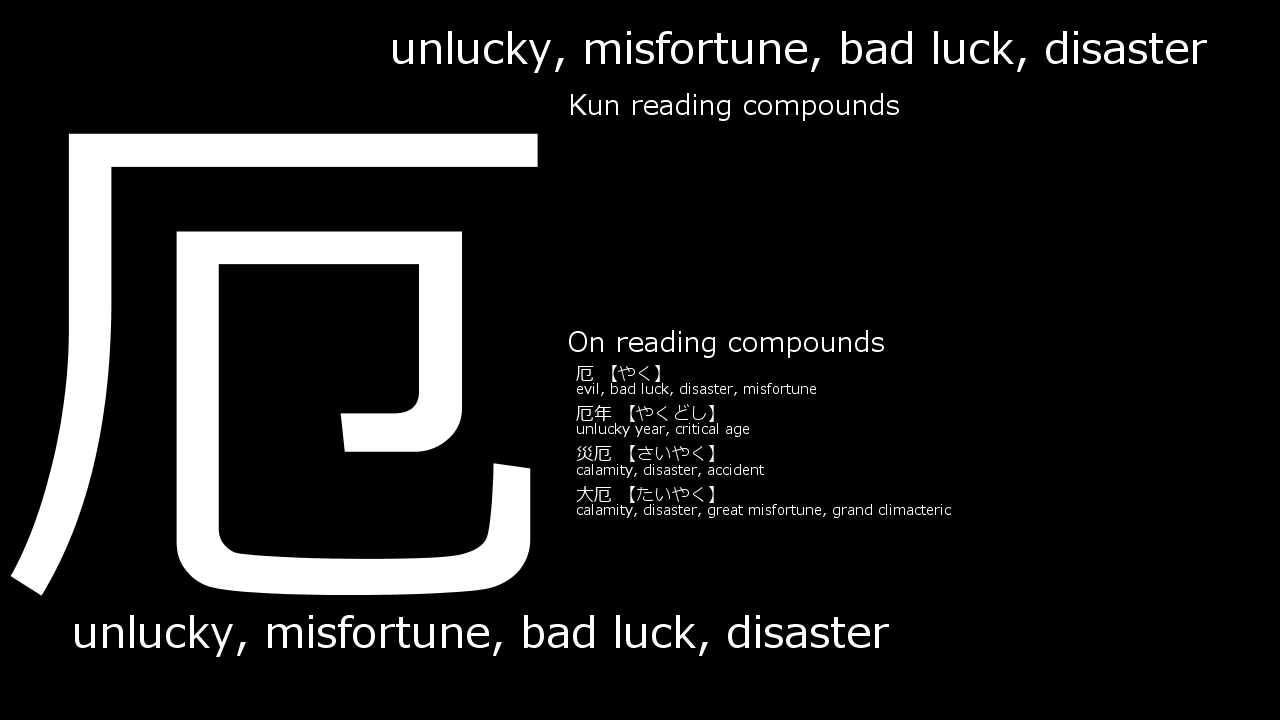 unlucky, misfortune, bad luck, disaster
Kun reading compounds
厄
On reading compounds
厄 【やく】
evil, bad luck, disaster, misfortune
厄年 【やくどし】
unlucky year, critical age
災厄 【さいやく】
calamity, disaster, accident
大厄 【たいやく】
calamity, disaster, great misfortune, grand climacteric
unlucky, misfortune, bad luck, disaster